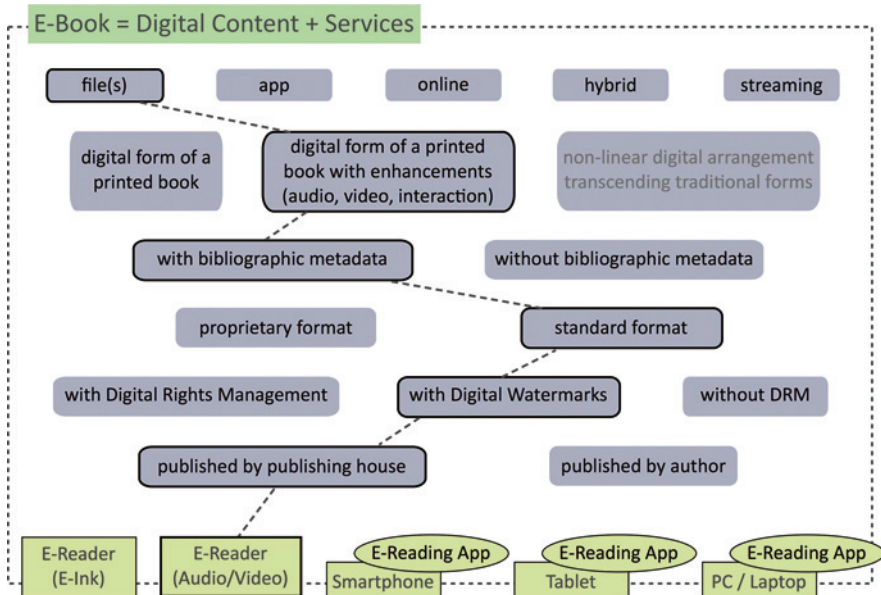 E-Book = Digital Content + Services
file(s)
app
online
hybrid
streaming
digital form of a
printed book
digital form of a printed
book with enhancements
(audio, video, interaction)
non-linear digital arrangement
transcending traditional forms
with bibliographic metadata
without bibliographic metadata
proprietary format
standard format
with Digital Rights Management
with Digital Watermarks
without DRM
published by publishing house
published by author
E-Reader
(E-Ink)
E-Reader
(Audio/Video)
E-Reading App
Smartphone
E-Reading App
Tablet
E-Reading App
PC / Laptop